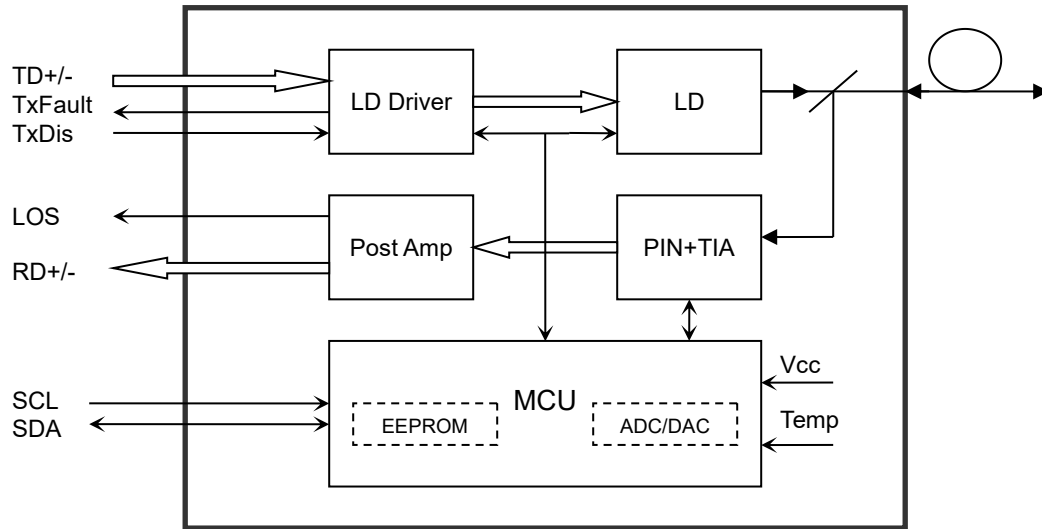 TD+/-
TxFault
TxDis
LD Driver
LD
LOS
RD+/-
Post Amp
PIN+TIA
SCL
SDA
MCU
EEPROM
ADC/DAC
Vcc
Temp